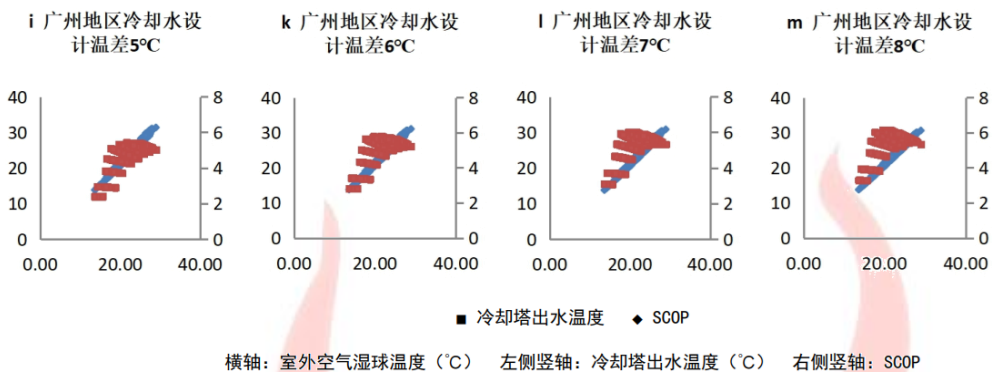 i 广州地区冷却水设
计温差5℃
k 广州地区冷却水设
计温差6℃
l 广州地区冷却水设
计温差7℃
m 广州地区冷却水设
计温差8℃
40 8
30 6
20 4
10 2
0 0
0.00 20.00 40.00
40 8
30 6
20 4
10 2
0 0
0.00 20.00 40.00
40 8
30 6
20 4
10 2
0 0
0.00 20.00 40.00
40 8
30 6
20 4
10 2
0 0
0.00 20.00 40.00
■ 冷却塔出水温度 ◆ SCOP
横轴：室外空气湿球温度（℃） 左侧竖轴：冷却塔出水温度（℃） 右侧竖轴：SCOP